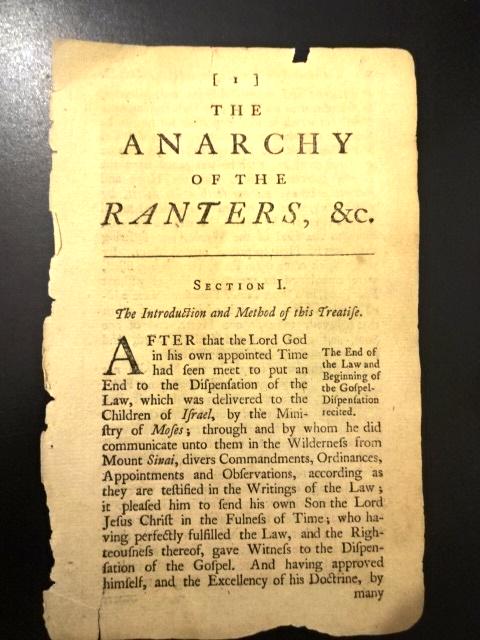 [ 1 ]
THE
ANARCHY
OF THE
RANTERS, &c.
SECTION I.
The Introduction and Method of this Treatiſe.
AFTER that the Lord God
in his own appointed Time
had ſeen meet to put an
End to the Diſpenſation of the
Law, which was delivered to the
Children of Iſrael, by the Mini-
ſtry of Moſes; through and by whom he did
communicate unto them in the Wilderneſs from
Mount Sinai, divers Commandments, Ordinances,
Appointments and Obſervations, according as
they are teſtified in the Writings of the Law;
it pleaſed him to ſend his own Son the Lord
Jeſus Chriſt in the Fulneſs of Time; who ha-
ving perfectly fulfilled the Law, and the Righ-
teouſneſs thereof, gave Witneſs to the Diſpen-
ſation of the Goſpel. And having approved
himſelf, and the Excellency of his Doctrine, by
many
The End of
the Law and
Beginning of
the Goſpel-
Diſpenſation
recited.